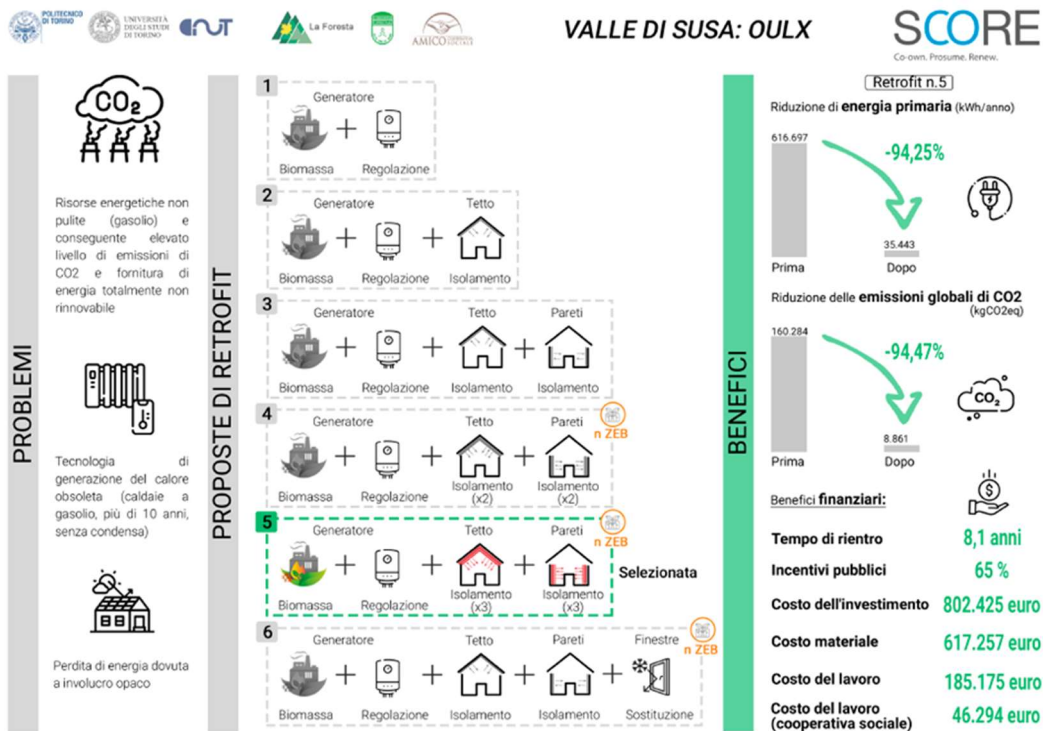 POLITECNICO
DI TORINO
UNIVERSITÀ
DEGLI STUDI
DI TORINO
La Foresta
AMICO
VALLE DI SUSA: OULX
SCORE
Co-own. Prosume. Renew.
PROBLEMI
CO2
Risorse energetiche non
pulite (gasolio) e
conseguente elevato
livello di emissioni di
CO2 e fornitura di
energia totalmente non
rinnovabile
Tecnologia di
generazione del calore
obsoleta (caldaie a
gasolio, più di 10 anni,
senza condensa)
Perdita di energia dovuta
a involucro opaco
PROPOSTE DI RETROFIT
1
Generatore
Biomassa + Regolazione
2
Generatore Tetto
Biomassa + Regolazione + Isolamento
3
Generatore Tetto Pareti
Biomassa + Regolazione + Isolamento + Isolamento
4
Generatore Tetto Pareti
n ZEB
Biomassa + Regolazione + Isolamento (x2) + Isolamento (x2)
5
Generatore Tetto Pareti
n ZEB
Biomassa + Regolazione + Isolamento (x3) + Isolamento (x3)
Selezionata
6
Generatore Tetto Pareti Finestre
n ZEB
Biomassa + Regolazione + Isolamento + Isolamento + Sostituzione
BENEFICI
Retrofit n.5
Riduzione di energia primaria (kWh/anno)
616.697
-94,25%
35.443
Prima Dopo
Riduzione delle emissioni globali di CO2
(kgCO2eq)
160.284
-94,47%
CO2
8.861
Prima Dopo
Benefici finanziari:
$
Tempo di rientro 8,1 anni
Incentivi pubblici 65 %
Costo dell'investimento 802.425 euro
Costo materiale 617.257 euro
Costo del lavoro 185.175 euro
Costo del lavoro
(cooperativa sociale) 46.294 euro